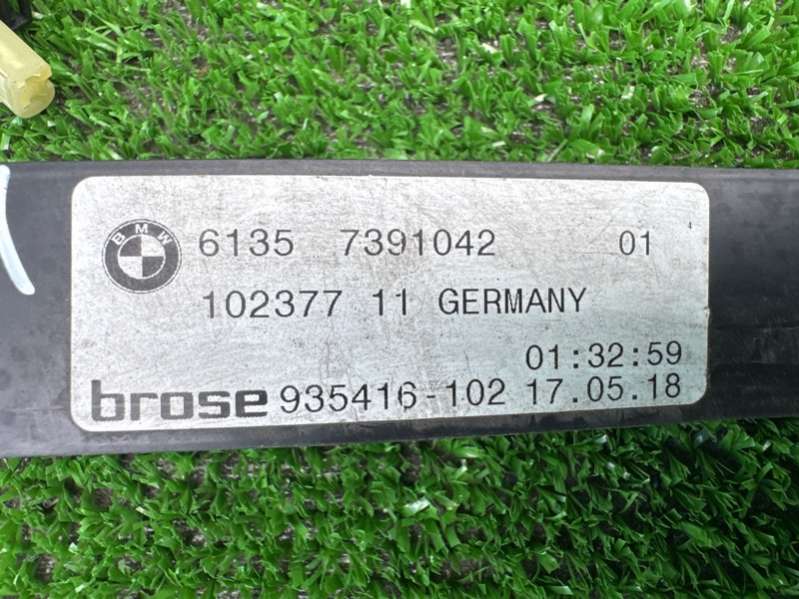 BMW
6135 7391042 01
102377 11 GERMANY
01:32:59
brose 935416-102 17.05.18